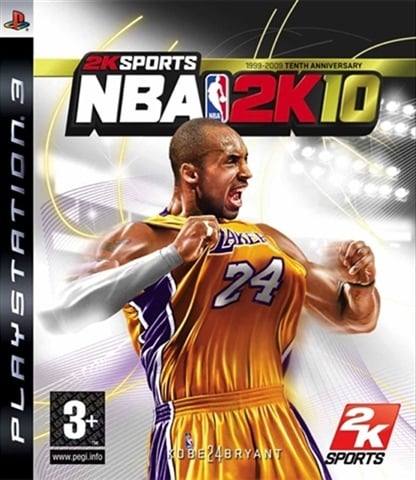 PLAYSTATION 3
2K SPORTS
1999-2009 TENTH ANNIVERSARY
NBA NBA 2K10
LAKERS
24
3+
www.pegi.info
KOBE 24 BRYANT
2K
SPORTS